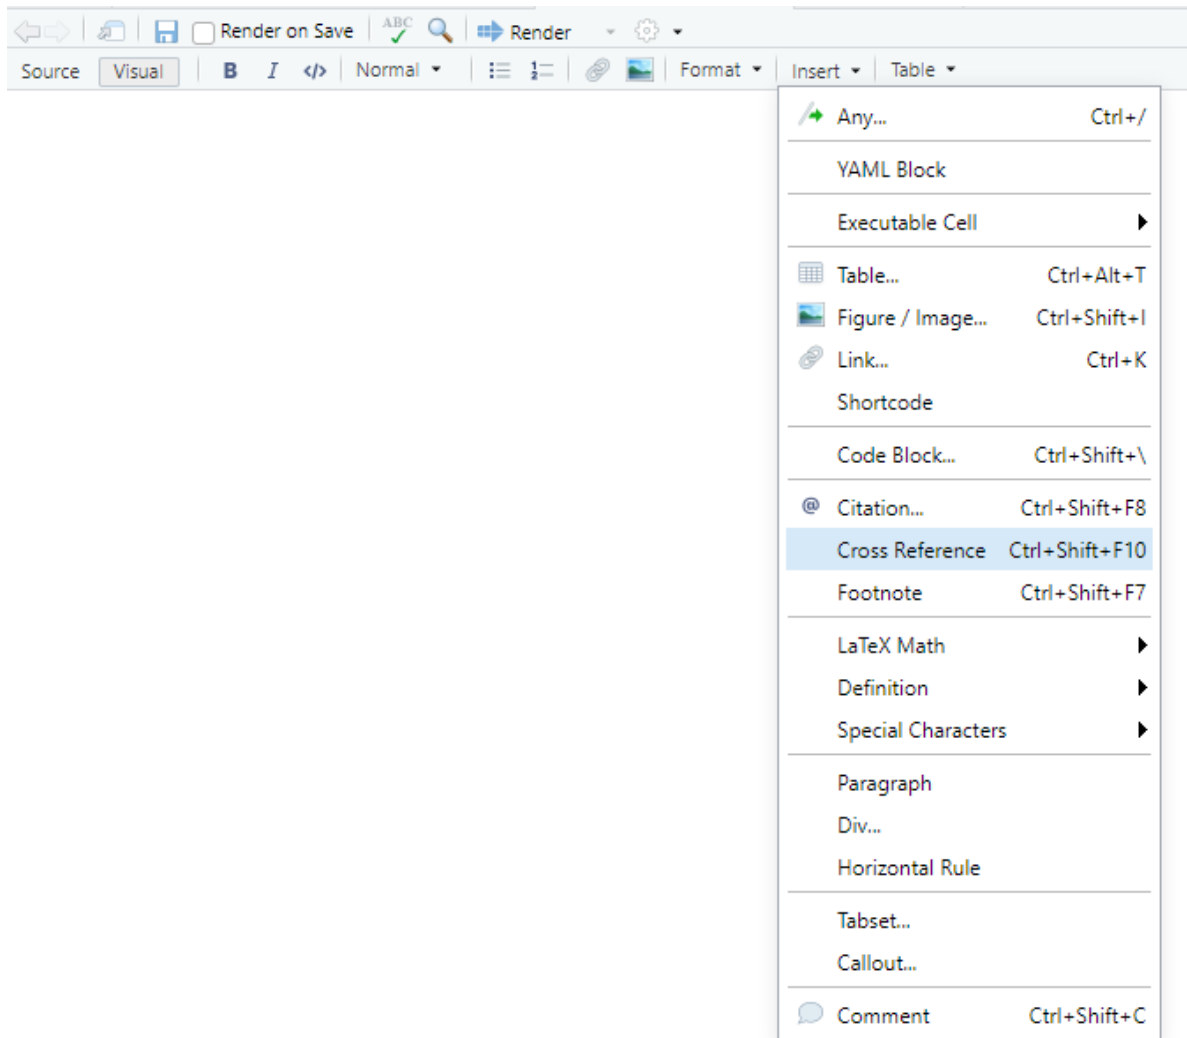 Render on Save ABC Render
Source Visual B I </> Normal Format Insert Table
Any... Ctrl+/
YAML Block
Executable Cell
Table... Ctrl+Alt+T
Figure / Image... Ctrl+Shift+I
Link... Ctrl+K
Shortcode
Code Block... Ctrl+Shift+\
@ Citation... Ctrl+Shift+F8
Cross Reference Ctrl+Shift+F10
Footnote Ctrl+Shift+F7
LaTeX Math
Definition
Special Characters
Paragraph
Div...
Horizontal Rule
Tabset...
Callout...
Comment Ctrl+Shift+C